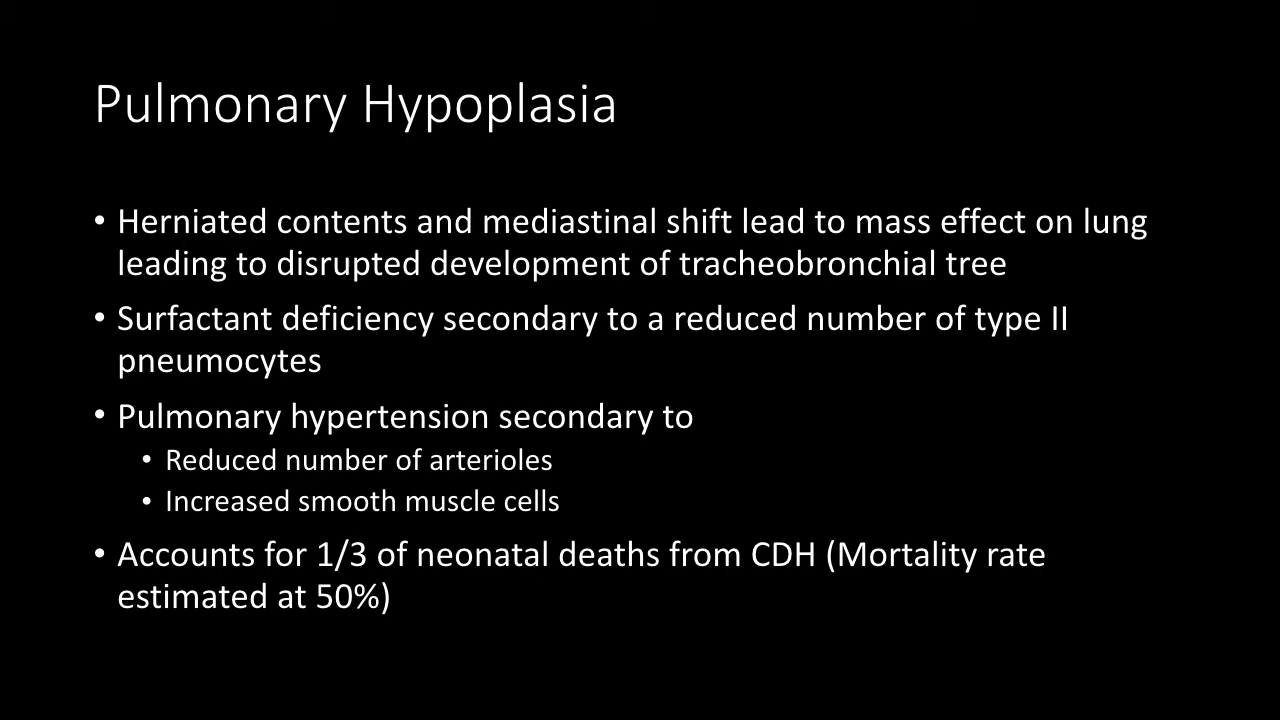 Pulmonary Hypoplasia
• Herniated contents and mediastinal shift lead to mass effect on lung
leading to disrupted development of tracheobronchial tree
• Surfactant deficiency secondary to a reduced number of type II
pneumocytes
• Pulmonary hypertension secondary to
• Reduced number of arterioles
• Increased smooth muscle cells
• Accounts for 1/3 of neonatal deaths from CDH (Mortality rate
estimated at 50%)